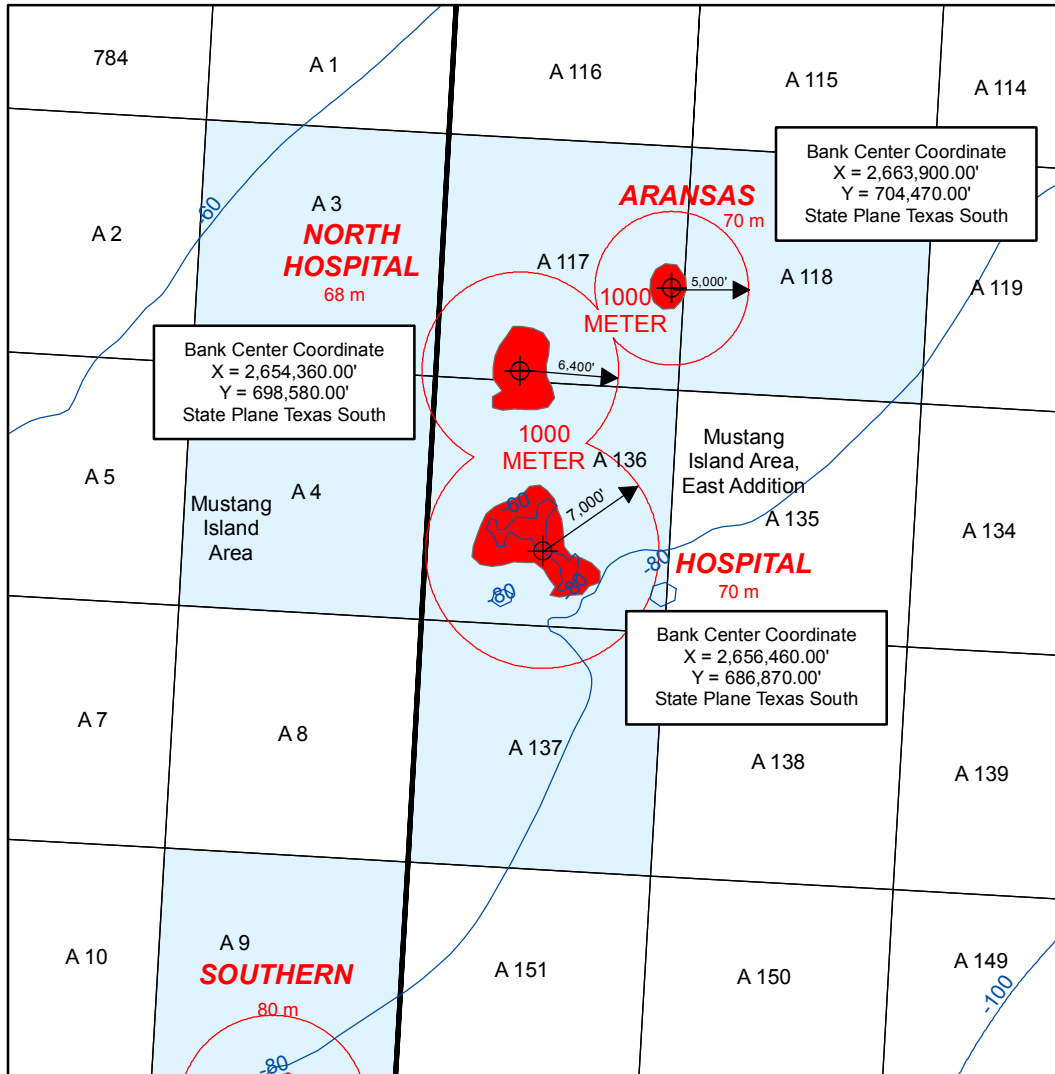 784
A 1
A 116
A 115
A 114
Bank Center Coordinate
X = 2,663,900.00'
Y = 704,470.00'
State Plane Texas South
-60
A 3
NORTH
HOSPITAL
68 m
ARANSAS
70 m
A 2
A 117
A 118
A 119
5,000'
1000
METER
Bank Center Coordinate
X = 2,654,360.00'
Y = 698,580.00'
State Plane Texas South
6,400'
1000
METER
A 136
Mustang
Island Area,
East Addition
A 5
A 4
Mustang
Island
Area
-60
7,000'
A 135
A 134
-80
-80
-80
HOSPITAL
70 m
Bank Center Coordinate
X = 2,656,460.00'
Y = 686,870.00'
State Plane Texas South
A 7
A 8
A 137
A 138
A 139
A 10
A 9
SOUTHERN
80 m
-80
A 151
A 150
A 149
-100